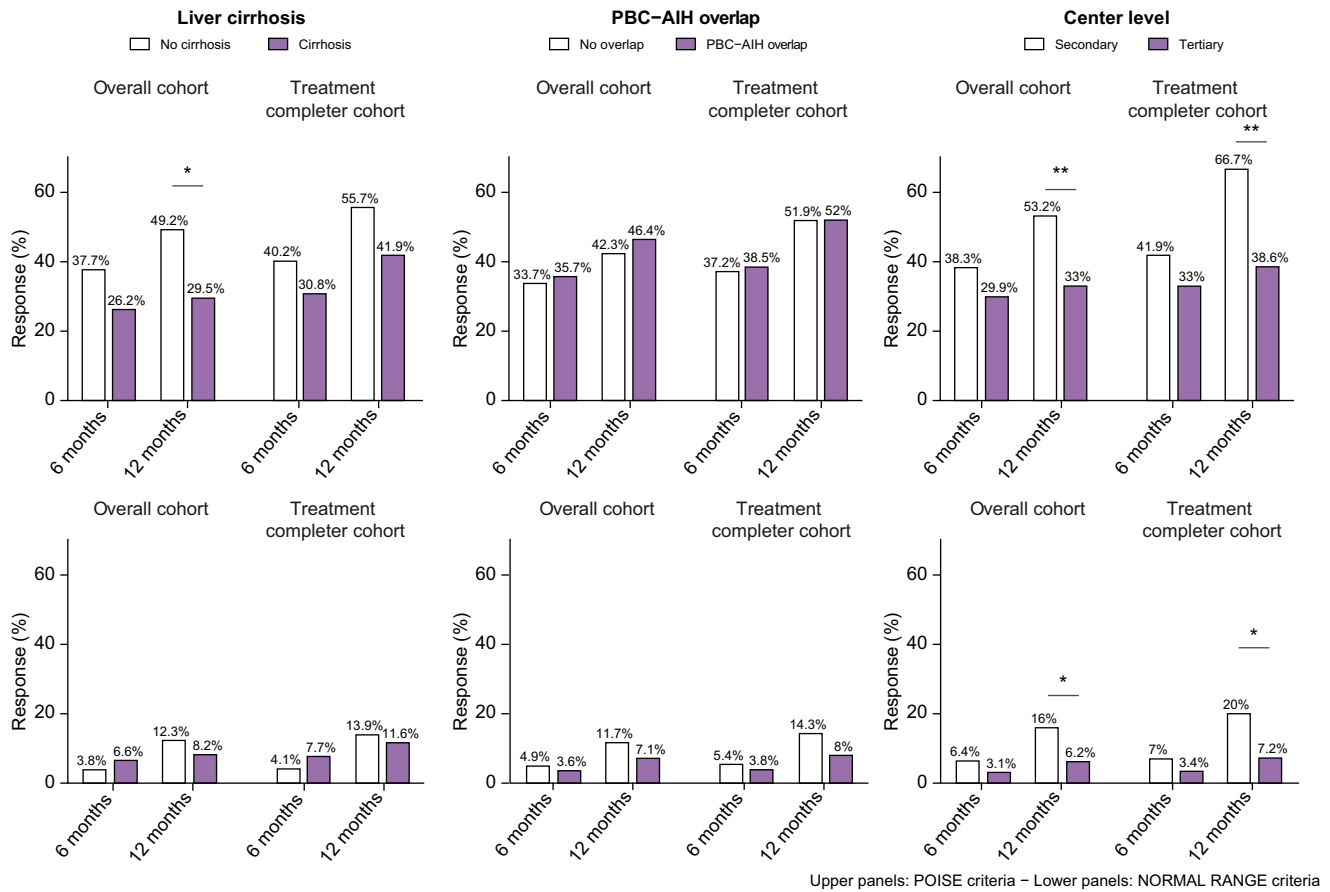 Liver cirrhosis
No cirrhosis Cirrhosis
Overall cohort Treatment
completer cohort
Response (%)
60
40
20
0
37.7% 26.2% 49.2% 29.5% 40.2% 30.8% 55.7% 41.9%
*
6 months 12 months 6 months 12 months
PBC−AIH overlap
No overlap PBC−AIH overlap
Overall cohort Treatment
completer cohort
Response (%)
60
40
20
0
33.7% 35.7% 42.3% 46.4% 37.2% 38.5% 51.9% 52%
6 months 12 months 6 months 12 months
Center level
Secondary Tertiary
Overall cohort Treatment
completer cohort
Response (%)
60
40
20
0
38.3% 29.9% 53.2% 33% 41.9% 33% 66.7% 38.6%
** **
6 months 12 months 6 months 12 months
Overall cohort Treatment
completer cohort
Response (%)
60
40
20
0
3.8% 6.6% 12.3% 8.2% 4.1% 7.7% 13.9% 11.6%
6 months 12 months 6 months 12 months
Overall cohort Treatment
completer cohort
Response (%)
60
40
20
0
4.9% 3.6% 11.7% 7.1% 5.4% 3.8% 14.3% 8%
6 months 12 months 6 months 12 months
Overall cohort Treatment
completer cohort
Response (%)
60
40
20
0
6.4% 3.1% 16% 6.2% 7% 3.4% 20% 7.2%
* *
6 months 12 months 6 months 12 months
Upper panels: POISE criteria − Lower panels: NORMAL RANGE criteria